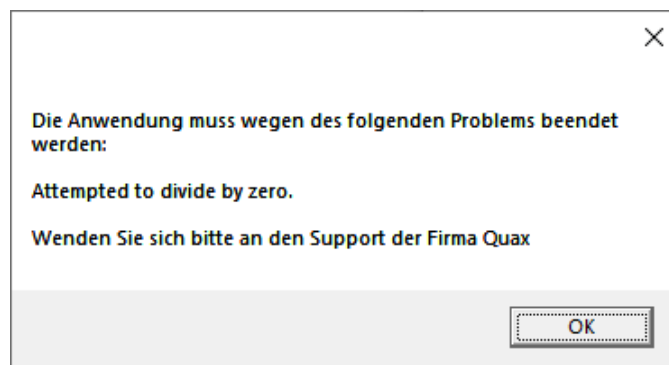 Die Anwendung muss wegen des folgenden Problems beendet
werden:
Attempted to divide by zero.
Wenden Sie sich bitte an den Support der Firma Quax
OK